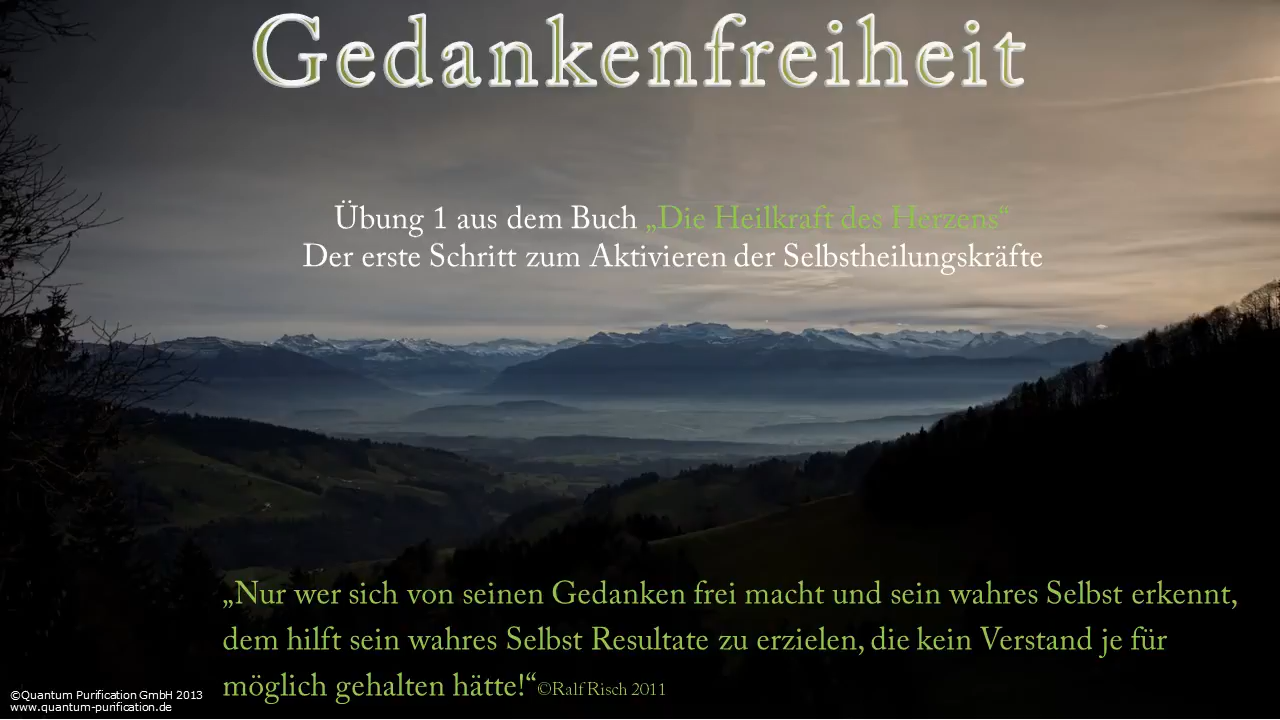 Gedankenfreiheit
Übung 1 aus dem Buch „Die Heilkraft des Herzens“
Der erste Schritt zum Aktivieren der Selbstheilungskräfte
„Nur wer sich von seinen Gedanken frei macht und sein wahres Selbst erkennt,
dem hilft sein wahres Selbst Resultate zu erzielen, die kein Verstand je für
möglich gehalten hätte!“©Ralf Risch 2011
©Quantum Purification GmbH 2013
www.quantum-purification.de